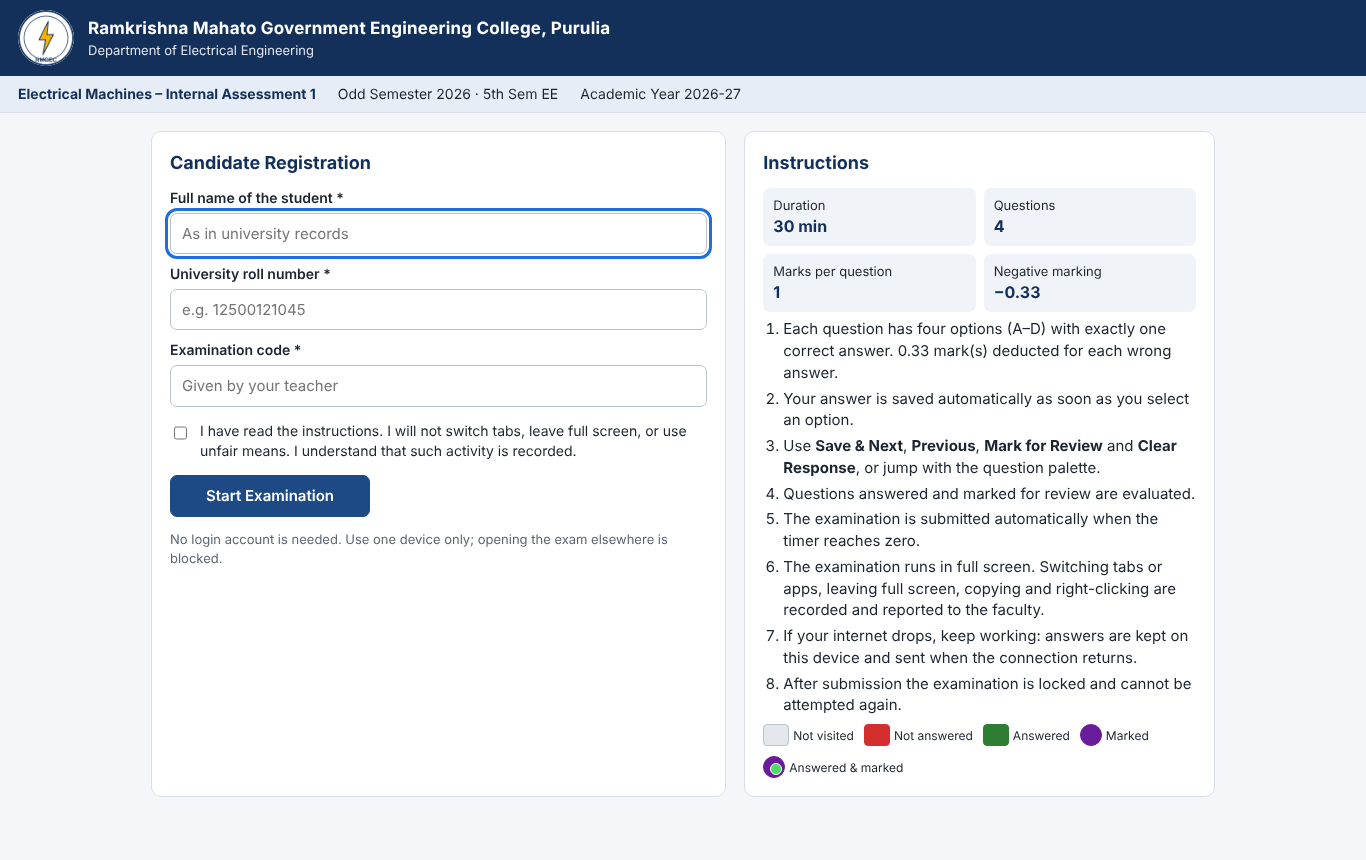 Ramkrishna Mahato Government Engineering College, Purulia
Department of Electrical Engineering
Electrical Machines – Internal Assessment 1
Odd Semester 2026 · 5th Sem EE
Academic Year 2026-27
Candidate Registration
Full name of the student *
As in university records
University roll number *
e.g. 12500121045
Examination code *
Given by your teacher
I have read the instructions. I will not switch tabs, leave full screen, or use
unfair means. I understand that such activity is recorded.
Start Examination
No login account is needed. Use one device only; opening the exam elsewhere is
blocked.
Instructions
Duration
30 min
Questions
4
Marks per question
1
Negative marking
−0.33
1. Each question has four options (A–D) with exactly one
correct answer. 0.33 mark(s) deducted for each wrong
answer.
2. Your answer is saved automatically as soon as you select
an option.
3. Use Save & Next, Previous, Mark for Review and Clear
Response, or jump with the question palette.
4. Questions answered and marked for review are evaluated.
5. The examination is submitted automatically when the
timer reaches zero.
6. The examination runs in full screen. Switching tabs or
apps, leaving full screen, copying and right-clicking are
recorded and reported to the faculty.
7. If your internet drops, keep working: answers are kept on
this device and sent when the connection returns.
8. After submission the examination is locked and cannot be
attempted again.
Not visited
Not answered
Answered
Marked
Answered & marked